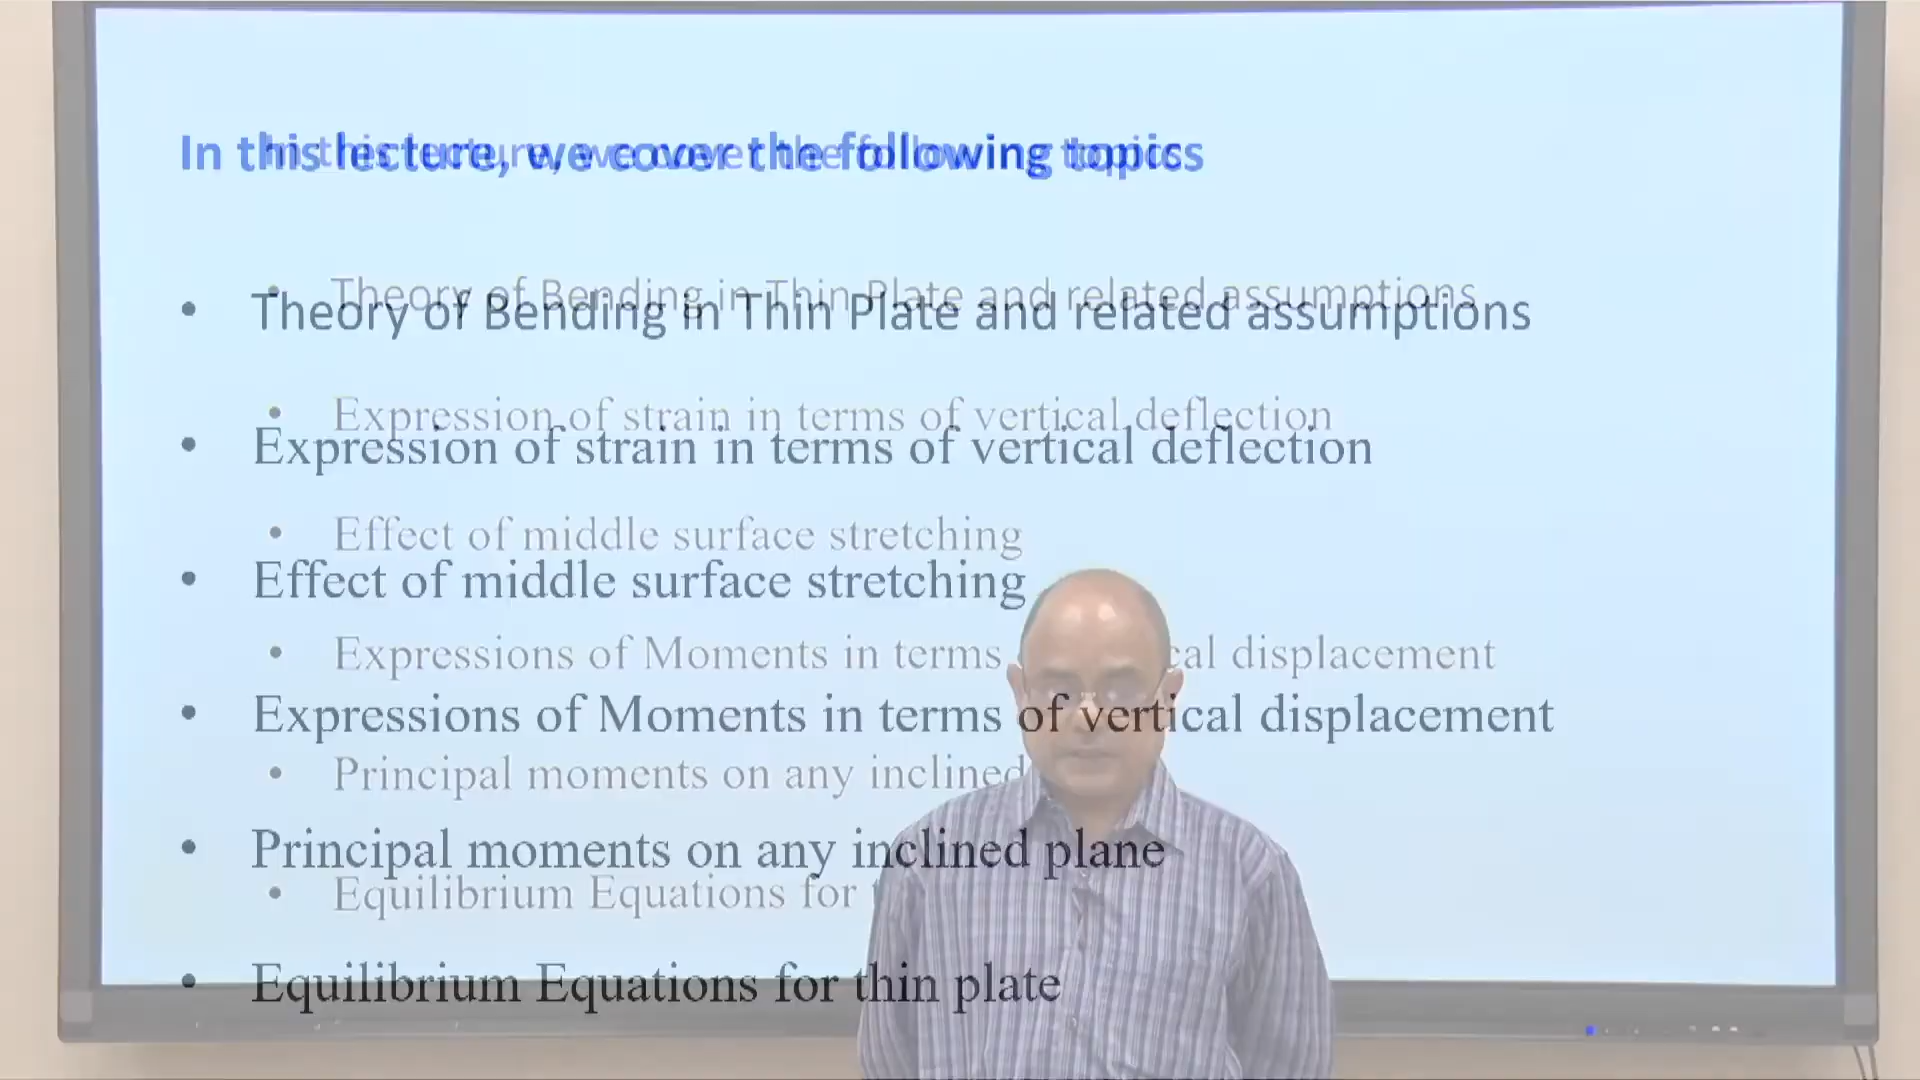 In this lecture, we cover the following topics
• Theory of Bending in Thin Plate and related assumptions
• Expression of strain in terms of vertical deflection
• Effect of middle surface stretching
• Expressions of Moments in terms of vertical displacement
• Principal moments on any inclined plane
• Equilibrium Equations for thin plate